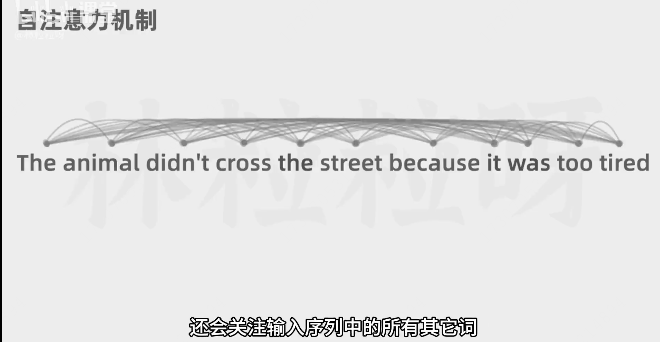 自注意力机制
The animal didn't cross the street because it was too tired
林粒粒呀
还会关注输入序列中的所有其它词